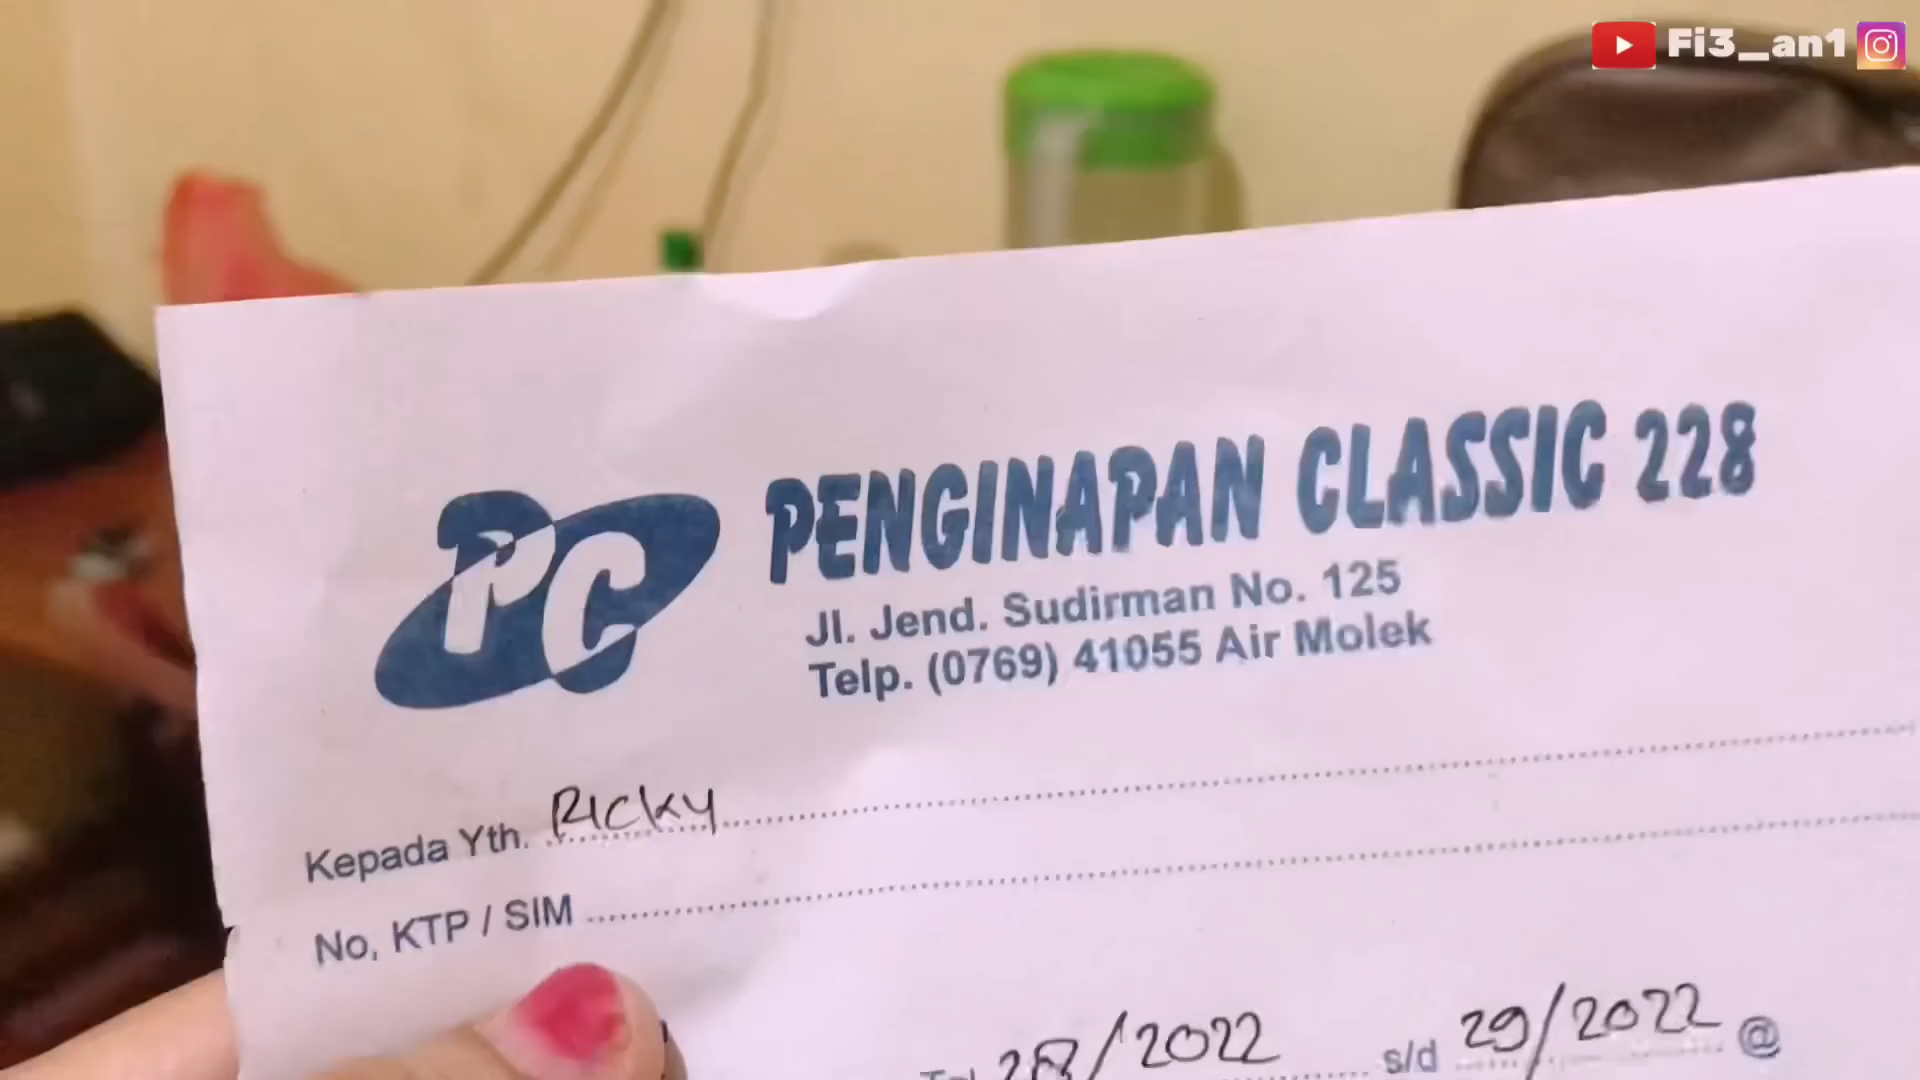 Fi3_an1
PC
PENGINAPAN CLASSIC 228
Jl. Jend. Sudirman No. 125
Telp. (0769) 41055 Air Molek
Kepada Yth. Ricky
No, KTP / SIM
28/2022 s/d 29/2022 @